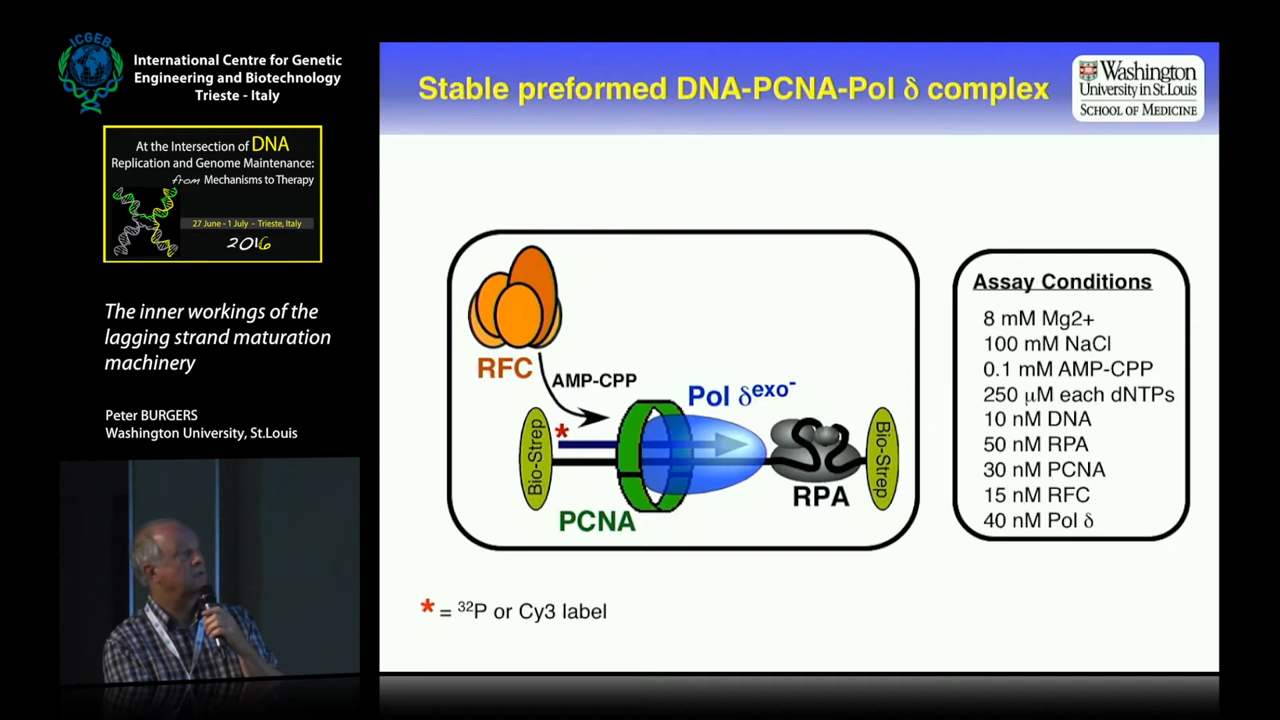 ICGEB
International Centre for Genetic
Engineering and Biotechnology
Trieste - Italy
At the Intersection of DNA
Replication and Genome Maintenance:
from Mechanisms to Therapy
27 June - 1 July - Trieste, Italy
2016
The inner workings of the
lagging strand maturation
machinery
Peter BURGERS
Washington University, St.Louis
Stable preformed DNA-PCNA-Pol δ complex
Washington
University in St. Louis
SCHOOL OF MEDICINE
RFC
AMP-CPP
Pol δexo-
*
Bio-Strep
Bio-Strep
RPA
PCNA
* = 32P or Cy3 label
Assay Conditions
8 mM Mg2+
100 mM NaCl
0.1 mM AMP-CPP
250 μM each dNTPs
10 nM DNA
50 nM RPA
30 nM PCNA
15 nM RFC
40 nM Pol δ